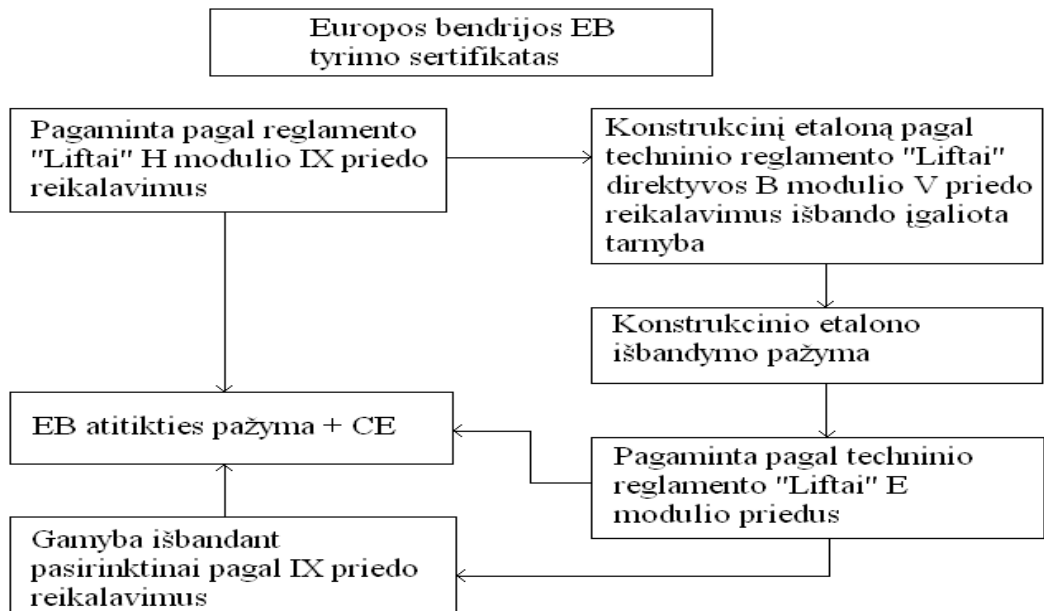 Europos bendrijos EB
tyrimo sertifikatas
Pagaminta pagal reglamento
"Liftai" H modulio IX priedo
reikalavimus
Konstrukcinį etaloną pagal
techninio reglamento "Liftai"
direktyvos B modulio V priedo
reikalavimus išbando įgaliota
tarnyba
Konstrukcinio etalono
išbandymo pažyma
EB atitikties pažyma + CE
Pagaminta pagal techninio
reglamento "Liftai" E
modulio priedus
Gamyba išbandant
pasirinktinai pagal IX priedo
reikalavimus